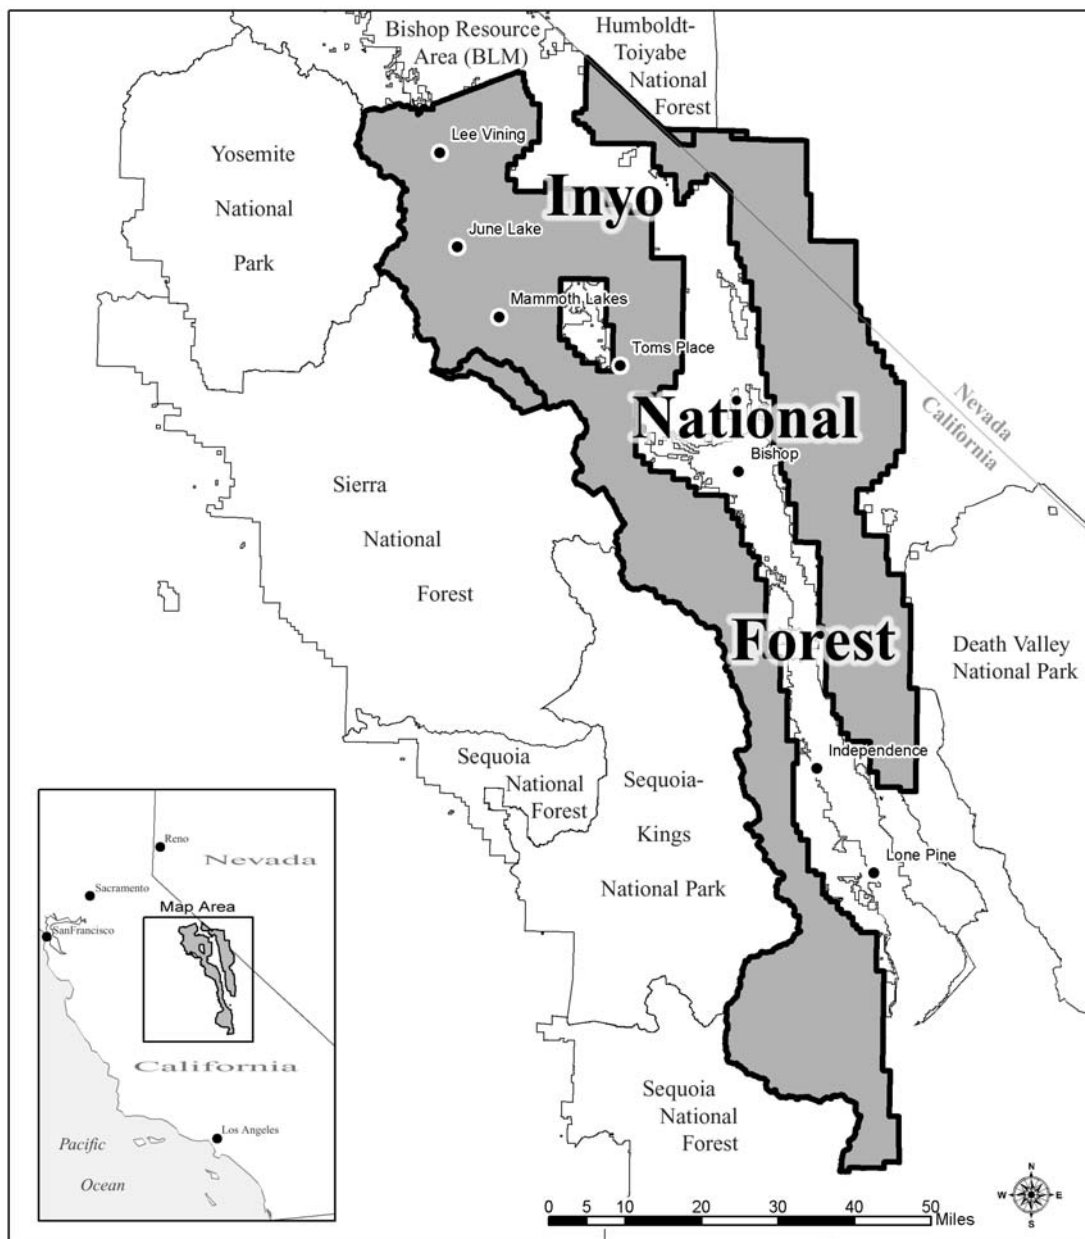 Bishop Resource
Area (BLM)
Humboldt-
Toiyabe
National
Forest
Lee Vining
Yosemite
National
Park
Inyo
June Lake
Mammoth Lakes
Toms Place
National
Nevada
California
Bishop
Sierra
National
Forest
Forest
Death Valley
National Park
Independence
Sequoia
National
Forest
Sequoia-
Kings
National Park
Lone Pine
Reno
Nevada
Sacramento
Map Area
SanFrancisco
California
Los Angeles
Pacific
Ocean
Sequoia
National
Forest
N
W E
S
0 5 10 20 30 40 50
Miles